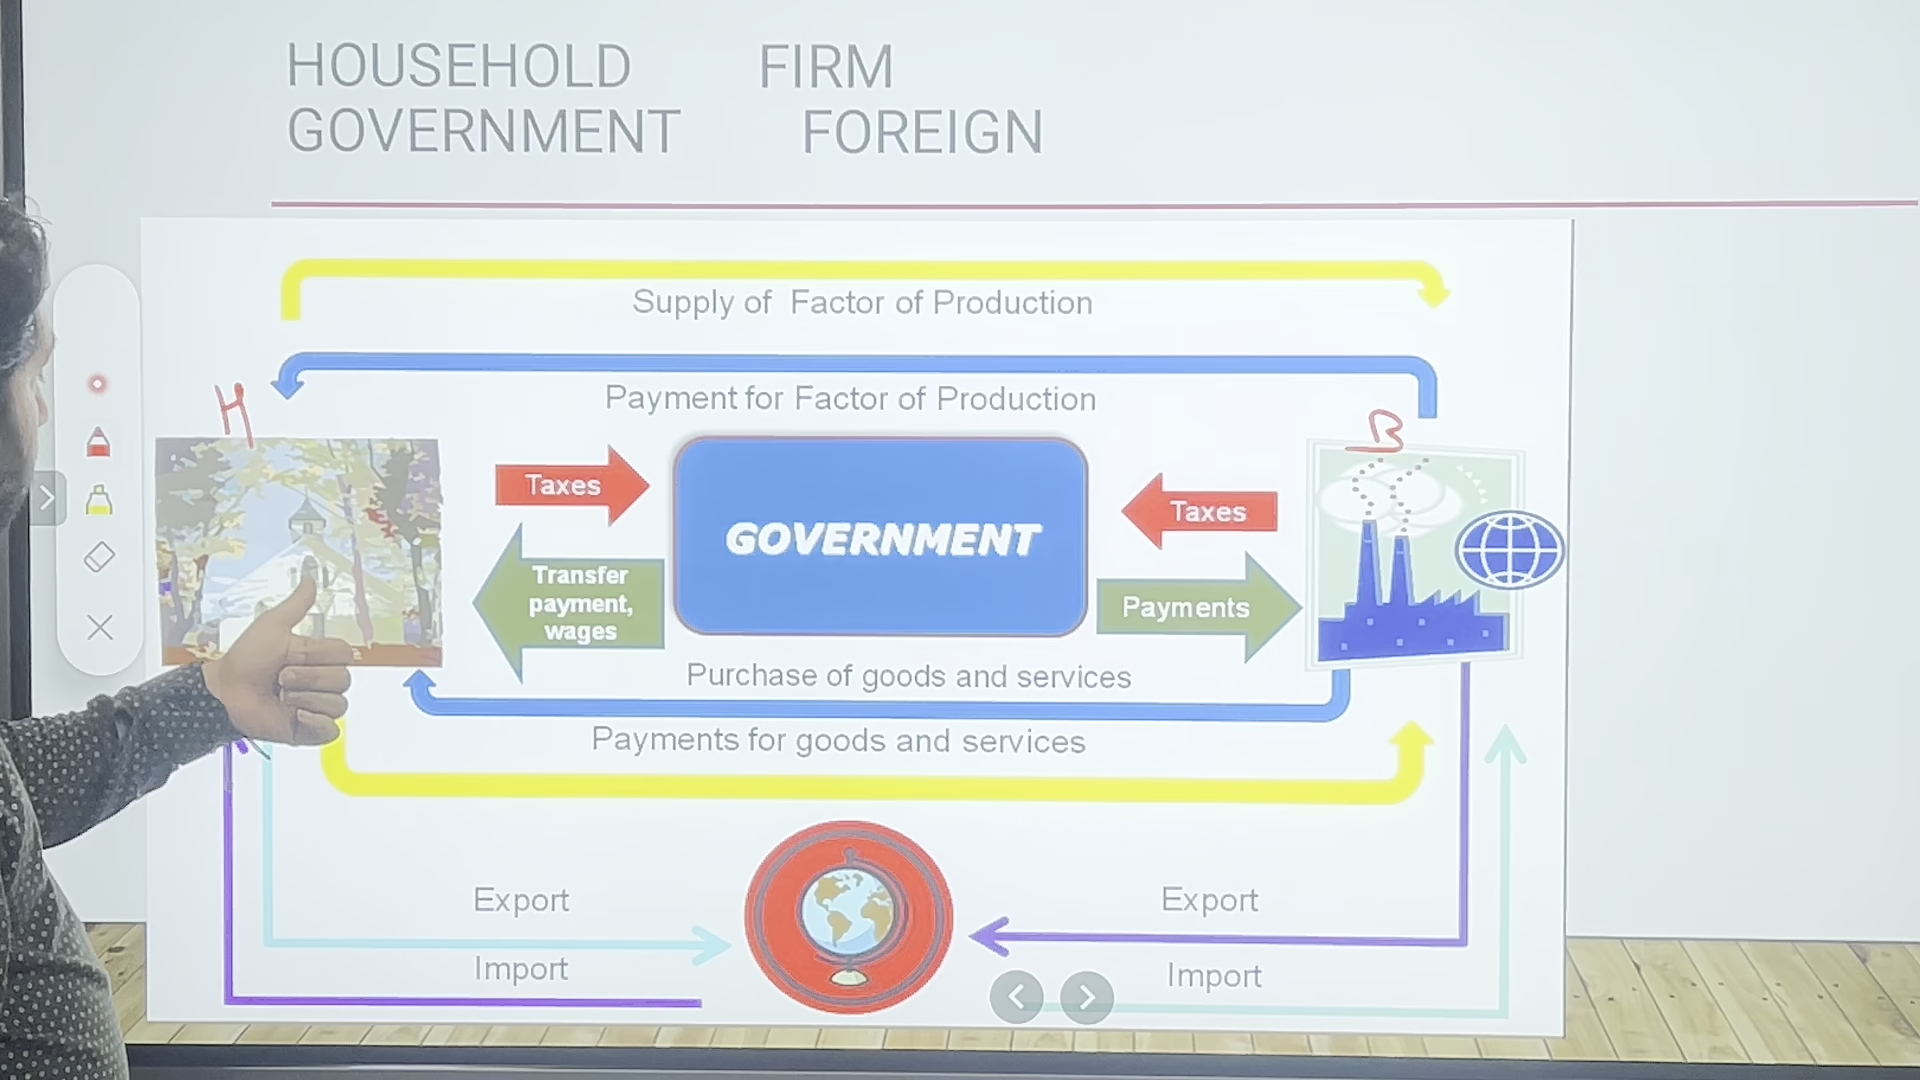 HOUSEHOLD FIRM
GOVERNMENT FOREIGN
Supply of Factor of Production
Payment for Factor of Production
H
B
Taxes
GOVERNMENT
Taxes
Transfer
payment,
wages
Payments
Purchase of goods and services
Payments for goods and services
Export
Export
Import
Import